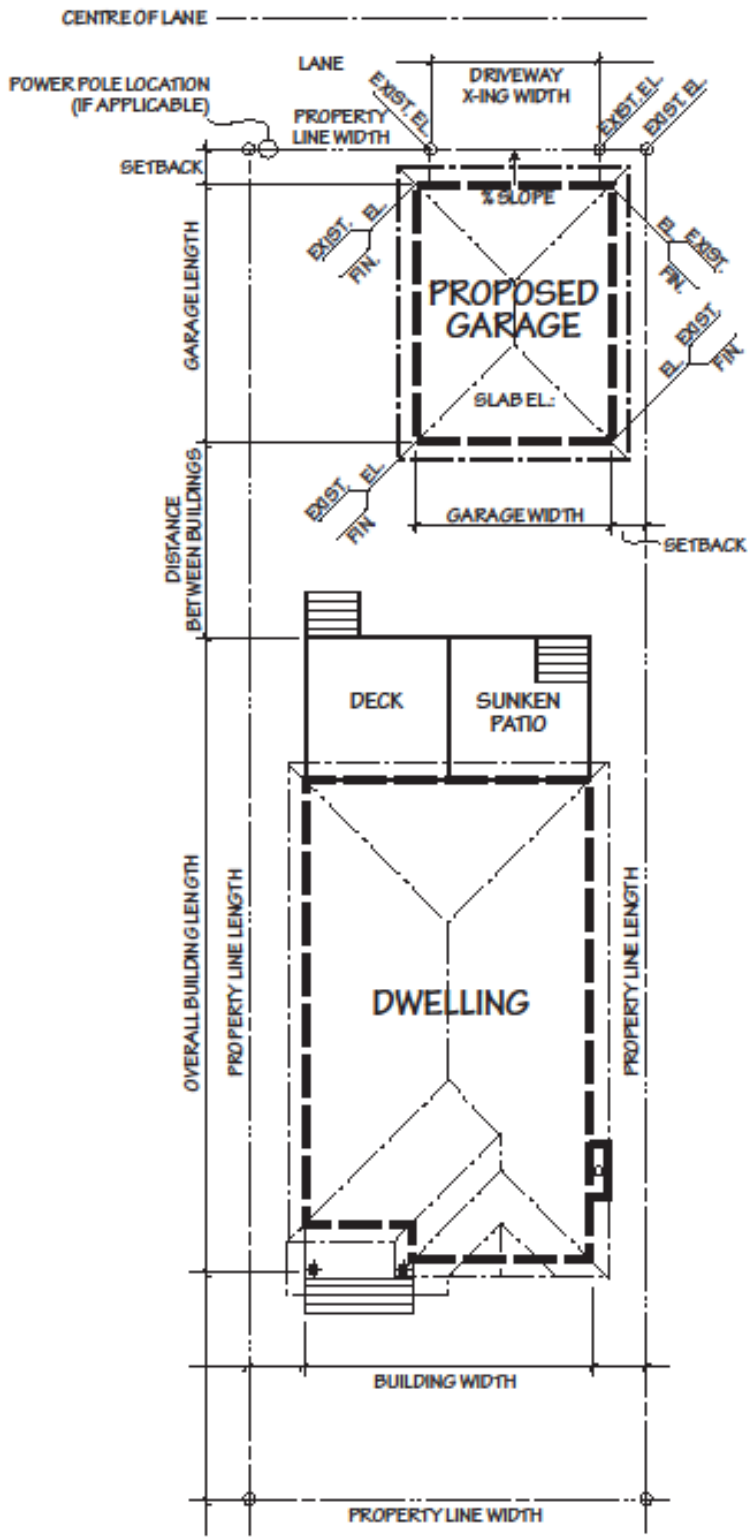 CENTRE OF LANE
LANE
POWER POLE LOCATION
(IF APPLICABLE)
DRIVEWAY
X-ING WIDTH
EXIST. EL.
EXIST. EL.
EXIST. EL.
PROPERTY
LINE WIDTH
SETBACK
% SLOPE
EXIST. EL.
FIN.
EL. EXIST.
FIN.
GARAGE LENGTH
PROPOSED
GARAGE
EL. EXIST.
FIN.
SLAB EL.:
EXIST. EL.
FIN.
GARAGE WIDTH
SETBACK
DISTANCE
BETWEEN BUILDINGS
DECK
SUNKEN
PATIO
OVERALL BUILDING LENGTH
PROPERTY LINE LENGTH
DWELLING
PROPERTY LINE LENGTH
BUILDING WIDTH
PROPERTY LINE WIDTH